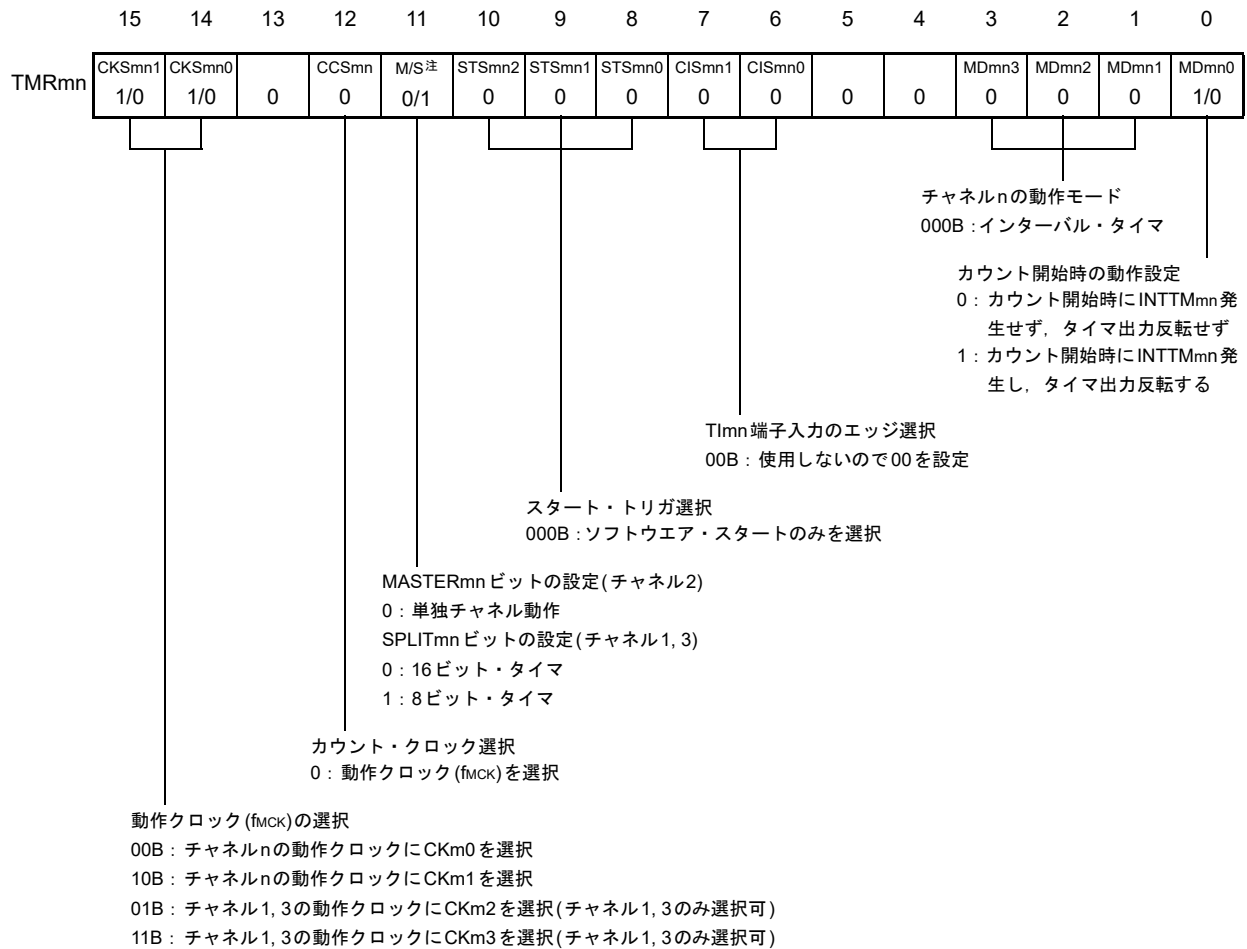 15 14 13 12 11 10 9 8 7 6 5 4 3 2 1 0
CKSmn1 CKSmn0 CCSmn M/S注 STSmn2 STSmn1 STSmn0 CISmn1 CISmn0 MDmn3 MDmn2 MDmn1 MDmn0
TMRmn
1/0 1/0 0 0 0/1 0 0 0 0 0 0 0 0 0 0 1/0
チャネルnの動作モード
000B：インターバル・タイマ
カウント開始時の動作設定
0：カウント開始時にINTTMmn発
生せず，タイマ出力反転せず
1：カウント開始時にINTTMmn発
生し，タイマ出力反転する
TImn端子入力のエッジ選択
00B：使用しないので00を設定
スタート・トリガ選択
000B：ソフトウエア・スタートのみを選択
MASTERmnビットの設定(チャネル2)
0：単独チャネル動作
SPLITmnビットの設定(チャネル1, 3)
0：16ビット・タイマ
1：8ビット・タイマ
カウント・クロック選択
0：動作クロック(fMCK)を選択
動作クロック(fMCK)の選択
00B：チャネルnの動作クロックにCKm0を選択
10B：チャネルnの動作クロックにCKm1を選択
01B：チャネル1, 3の動作クロックにCKm2を選択(チャネル1, 3のみ選択可)
11B：チャネル1, 3の動作クロックにCKm3を選択(チャネル1, 3のみ選択可)